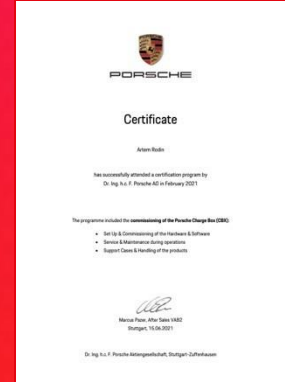 PORSCHE
Certificate
Artem Rodin
has successfully attended a certification program by
Dr. Ing. h.c. F. Porsche AG in February 2021
The programme included the commissioning of the Porsche Charge Box (CBX):
• Set Up & Commissioning of the Hardware & Software
• Service & Maintenance during operations
• Support Cases & Handling of the products
Marcus Pazer, After Sales VAB2
Stuttgart, 15.06.2021
Dr. Ing. h.c. F. Porsche Aktiengesellschaft, Stuttgart-Zuffenhausen